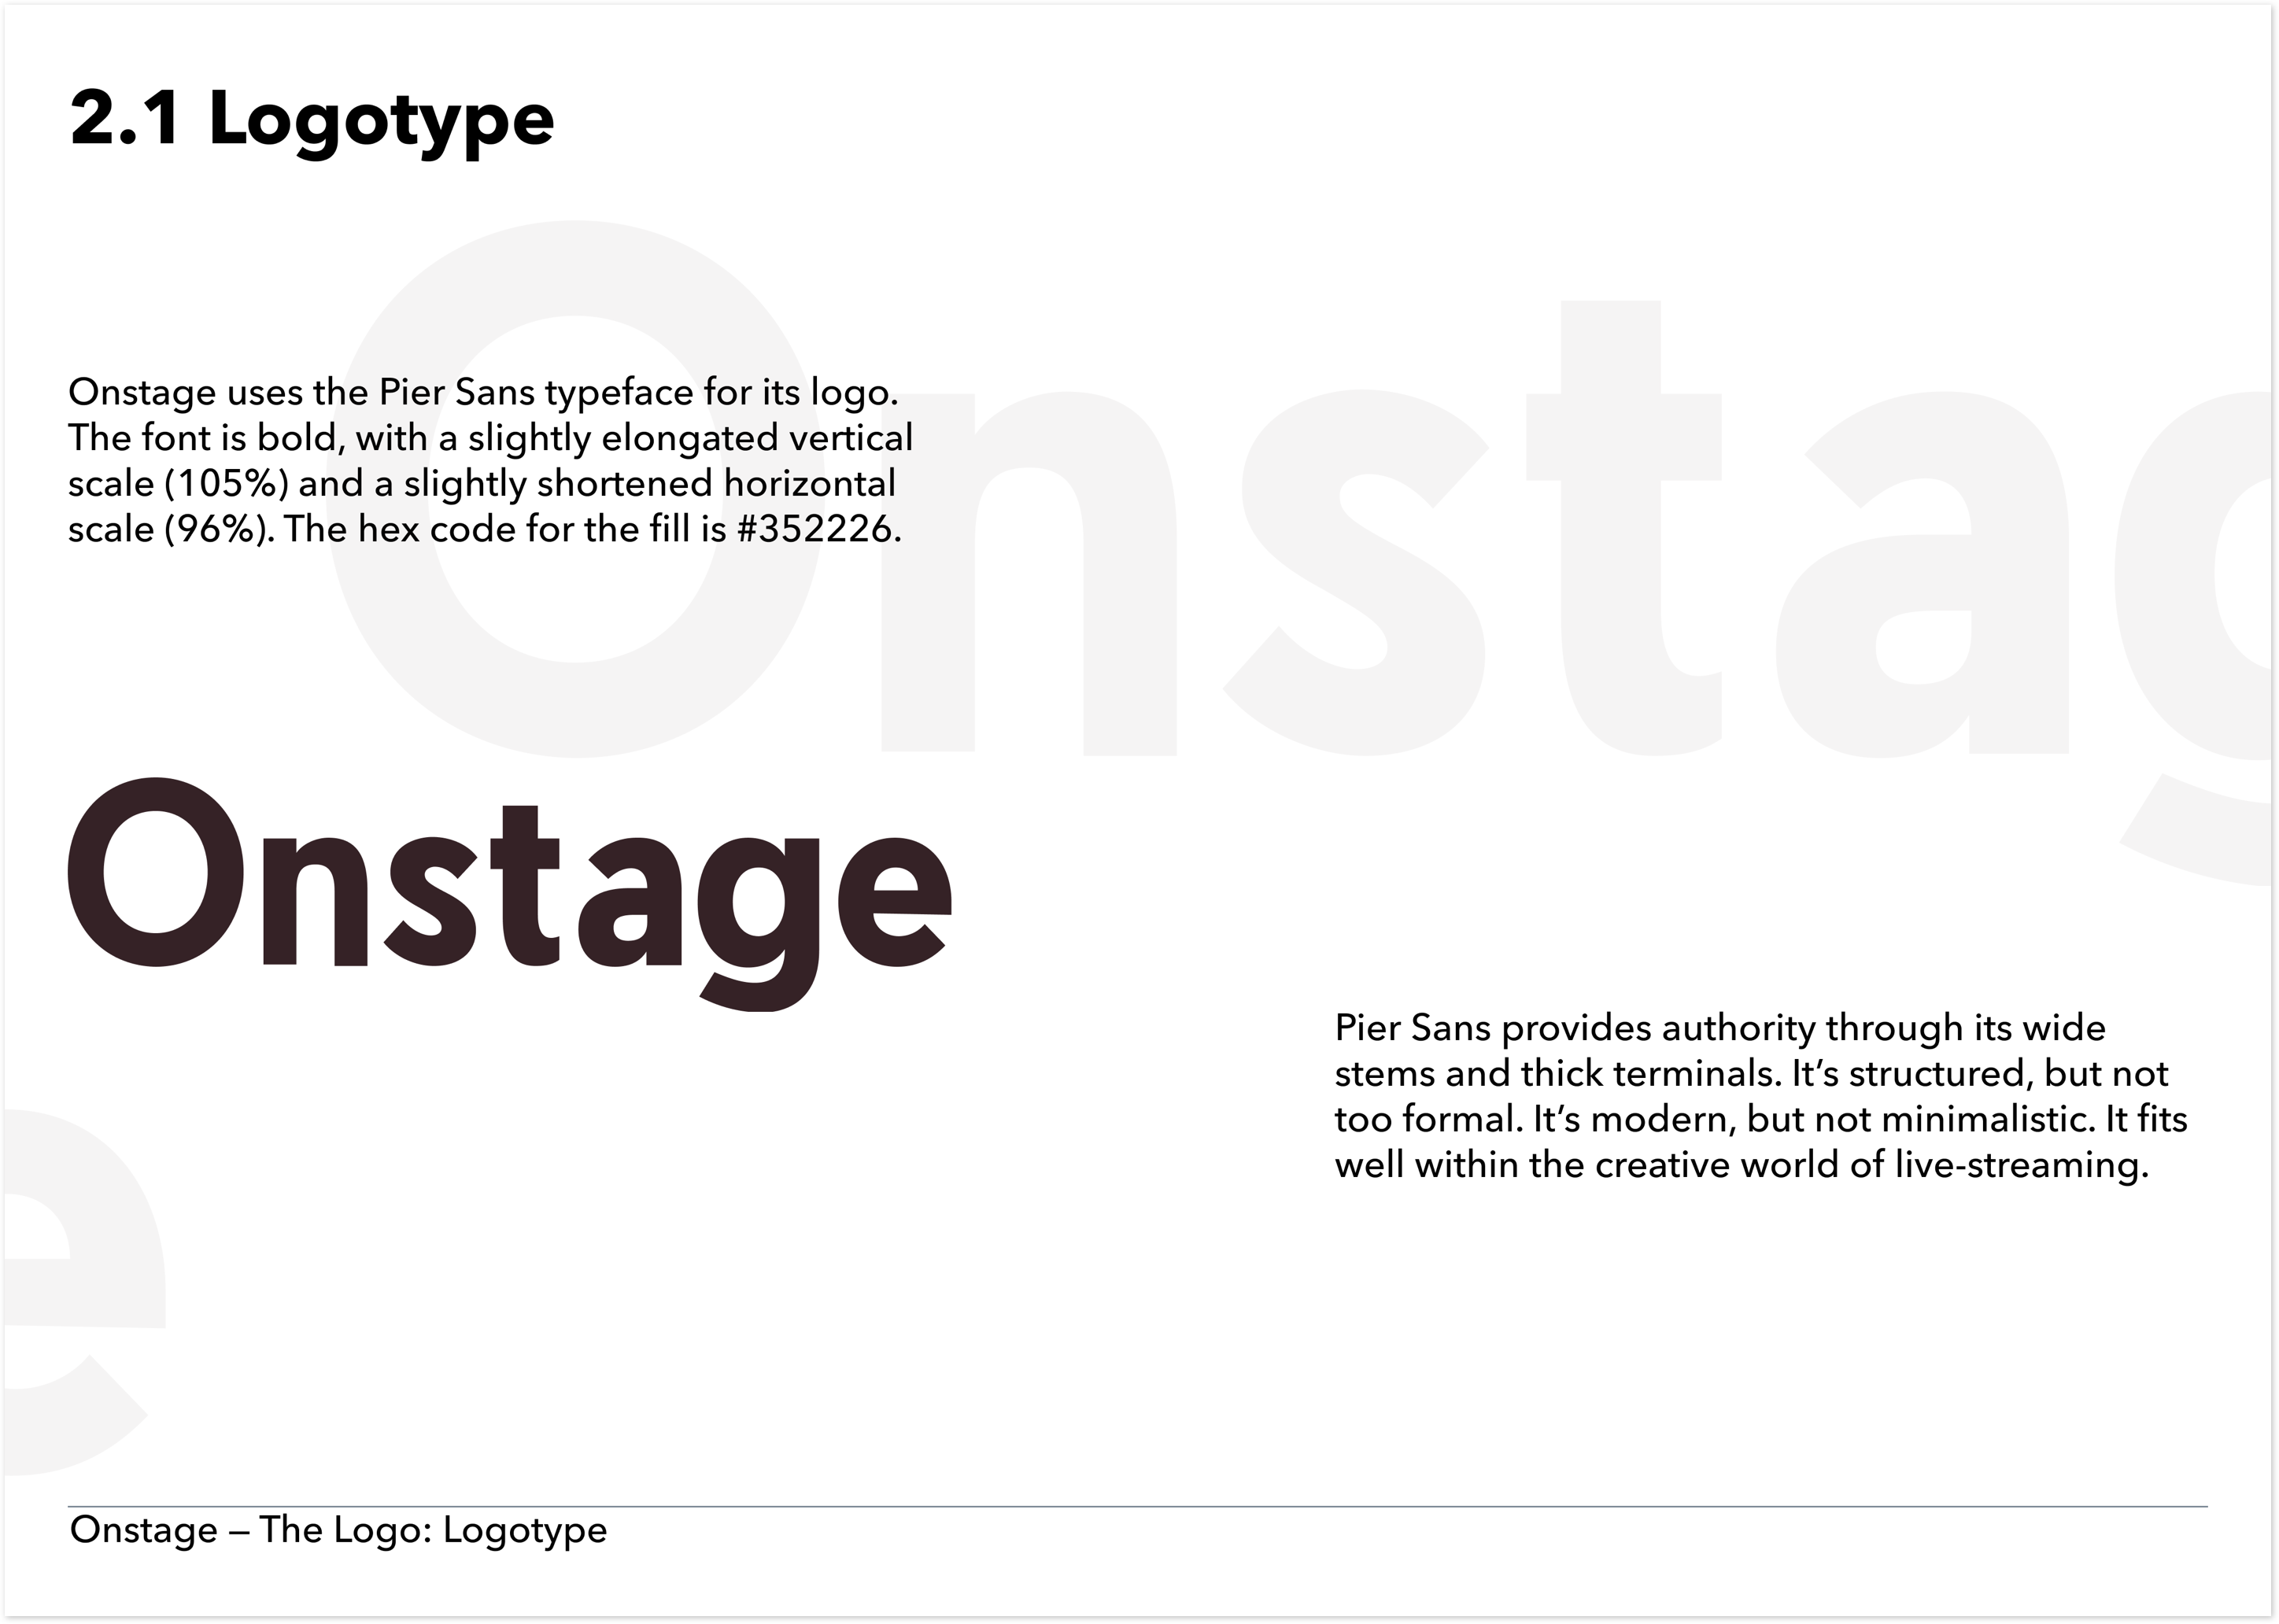 2.1 Logotype
Onstag
Onstage uses the Pier Sans typeface for its logo.
The font is bold, with a slightly elongated vertical
scale (105%) and a slightly shortened horizontal
scale (96%). The hex code for the fill is #352226.
Onstage
Pier Sans provides authority through its wide
stems and thick terminals. It’s structured, but not
too formal. It’s modern, but not minimalistic. It fits
well within the creative world of live-streaming.
e
Onstage – The Logo: Logotype